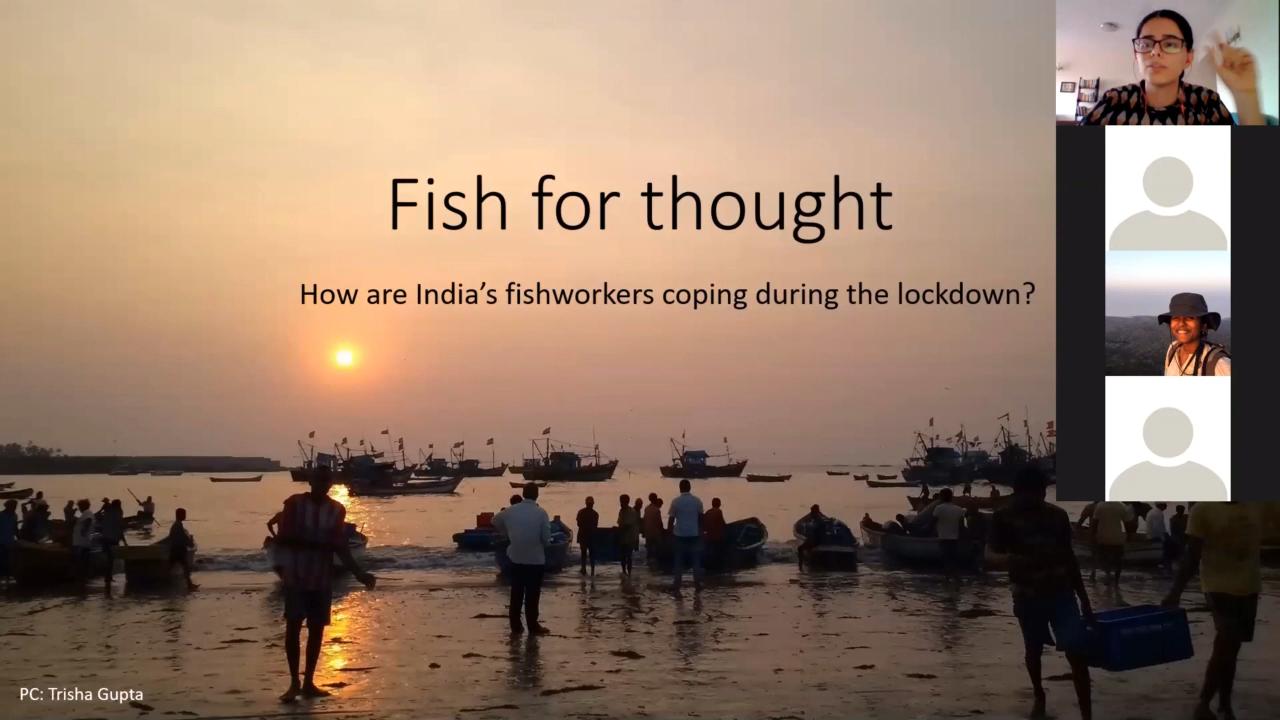 Fish for thought
How are India’s fishworkers coping during the lockdown?
PC: Trisha Gupta